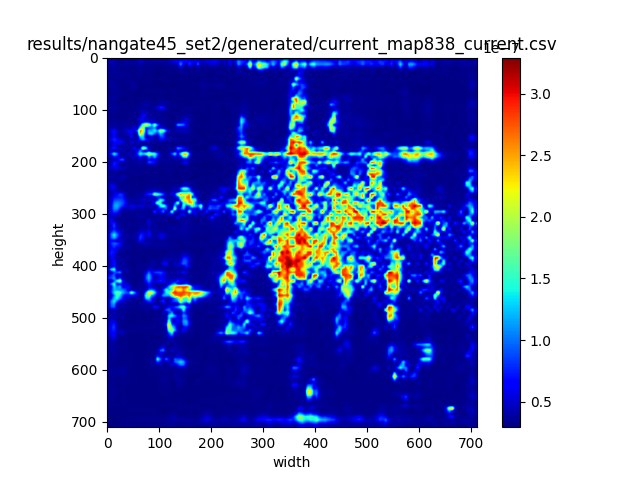 results/nangate45_set2/generated/current_map838_current.csv
1e−7
0
100
200
300
400
500
600
700
height
0 100 200 300 400 500 600 700
width
3.0
2.5
2.0
1.5
1.0
0.5